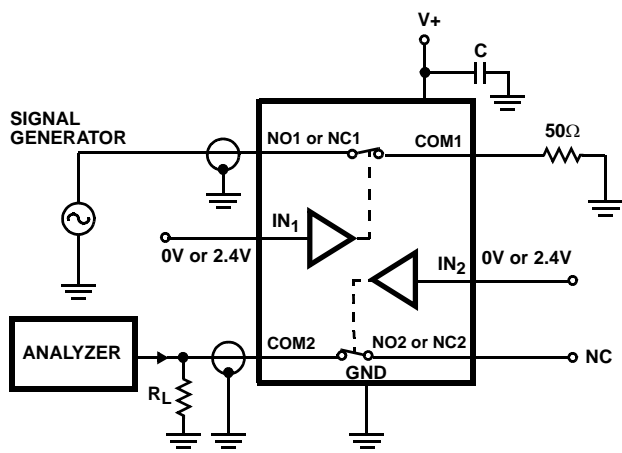 V+
C
SIGNAL
GENERATOR
NO1 or NC1
COM1
50Ω
IN1
0V or 2.4V
IN2
0V or 2.4V
ANALYZER
COM2
NO2 or NC2
NC
RL
GND